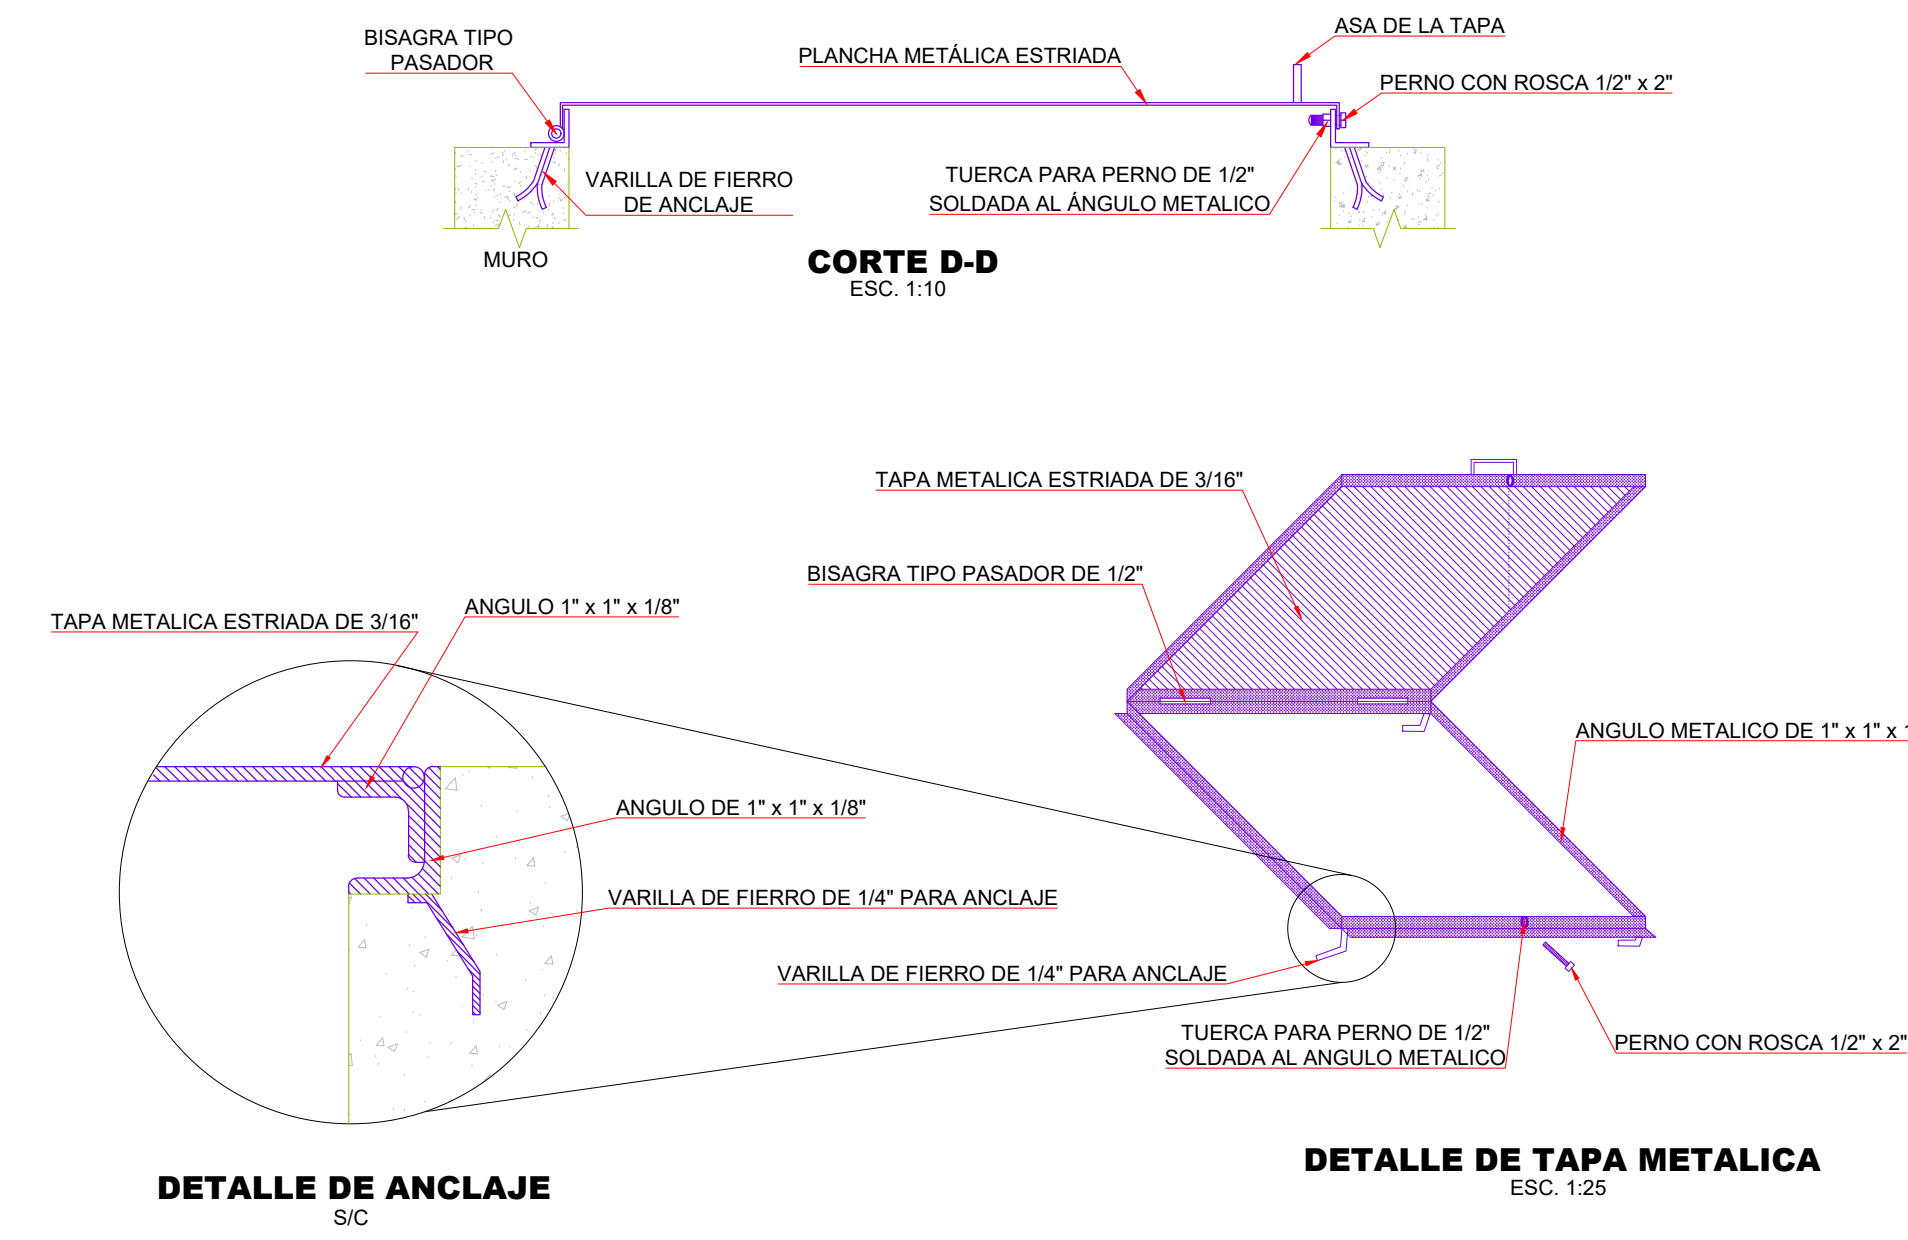 ASA DE LA TAPA
BISAGRA TIPO
PASADOR
PLANCHA METÁLICA ESTRIADA
PERNO CON ROSCA 1/2" x 2"
VARILLA DE FIERRO
DE ANCLAJE
TUERCA PARA PERNO DE 1/2"
SOLDADA AL ÁNGULO METALICO
MURO
CORTE D-D
ESC. 1:10
TAPA METALICA ESTRIADA DE 3/16"
BISAGRA TIPO PASADOR DE 1/2"
ANGULO 1" x 1" x 1/8"
TAPA METALICA ESTRIADA DE 3/16"
ANGULO METALICO DE 1" x 1" x
ANGULO DE 1" x 1" x 1/8"
VARILLA DE FIERRO DE 1/4" PARA ANCLAJE
VARILLA DE FIERRO DE 1/4" PARA ANCLAJE
TUERCA PARA PERNO DE 1/2"
SOLDADA AL ANGULO METALICO
PERNO CON ROSCA 1/2" x 2"
DETALLE DE TAPA METALICA
ESC. 1:25
DETALLE DE ANCLAJE
S/C